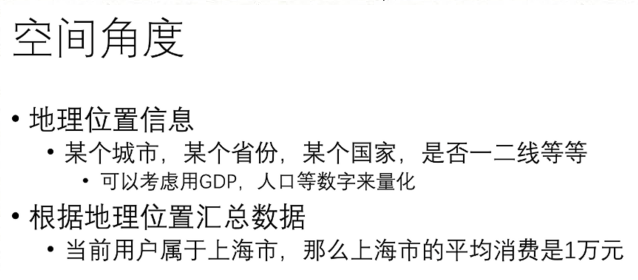 空间角度
• 地理位置信息
• 某个城市，某个省份，某个国家，是否一二线等等
• 可以考虑用GDP，人口等数字来量化
• 根据地理位置汇总数据
• 当前用户属于上海市，那么上海市的平均消费是1万元